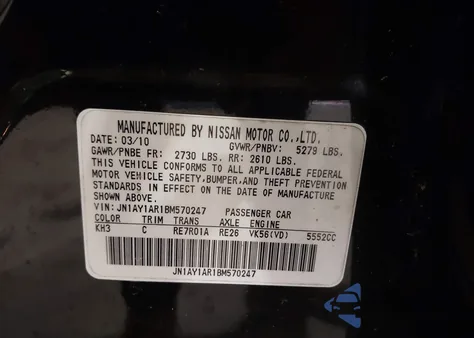 MANUFACTURED BY NISSAN MOTOR CO.,LTD.
DATE: 03/10 GVWR/PNBV: 5279 LBS.
GAWR/PNBE FR: 2730 LBS. RR: 2610 LBS.
THIS VEHICLE CONFORMS TO ALL APPLICABLE FEDERAL
MOTOR VEHICLE SAFETY,BUMPER,AND THEFT PREVENTION
STANDARDS IN EFFECT ON THE DATE OF MANUFACTURE
SHOWN ABOVE.
VIN: JN1AY1AR1BM570247 PASSENGER CAR
COLOR TRIM TRANS AXLE ENGINE
KH3 C RE7R01A RE26 VK56(VD) 5552CC
JN1AY1AR1BM570247